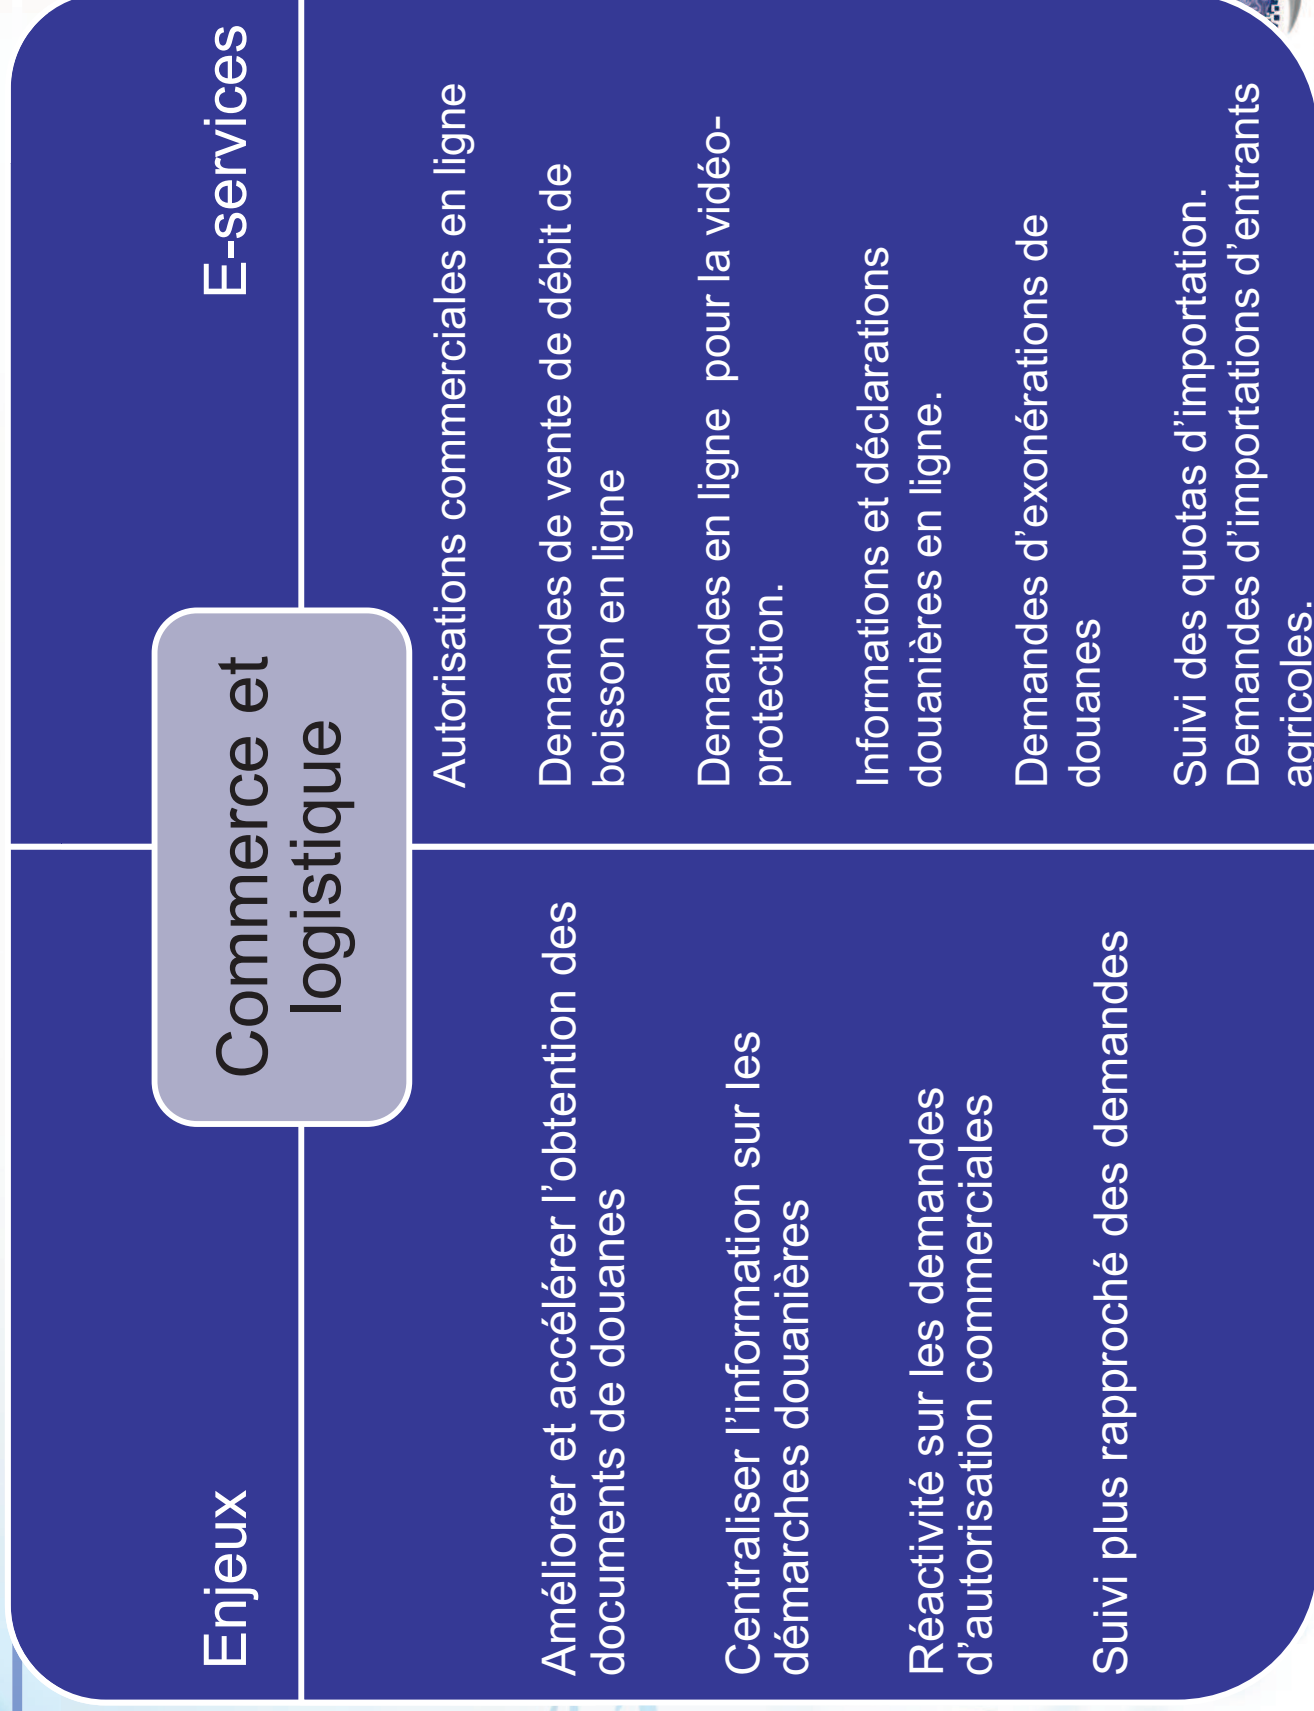 Commerce et
logistique
Enjeux
Améliorer et accélérer l'obtention des
documents de douanes
Centraliser l'information sur les
démarches douanières
Réactivité sur les demandes
d'autorisation commerciales
Suivi plus rapproché des demandes
E-services
Autorisations commerciales en ligne
Demandes de vente de débit de
boisson en ligne
Demandes en ligne  pour la vidéo-
protection.
Informations et déclarations
douanières en ligne.
Demandes d'exonérations de
douanes
Suivi des quotas d'importation.
Demandes d'importations d'entrants
agricoles.